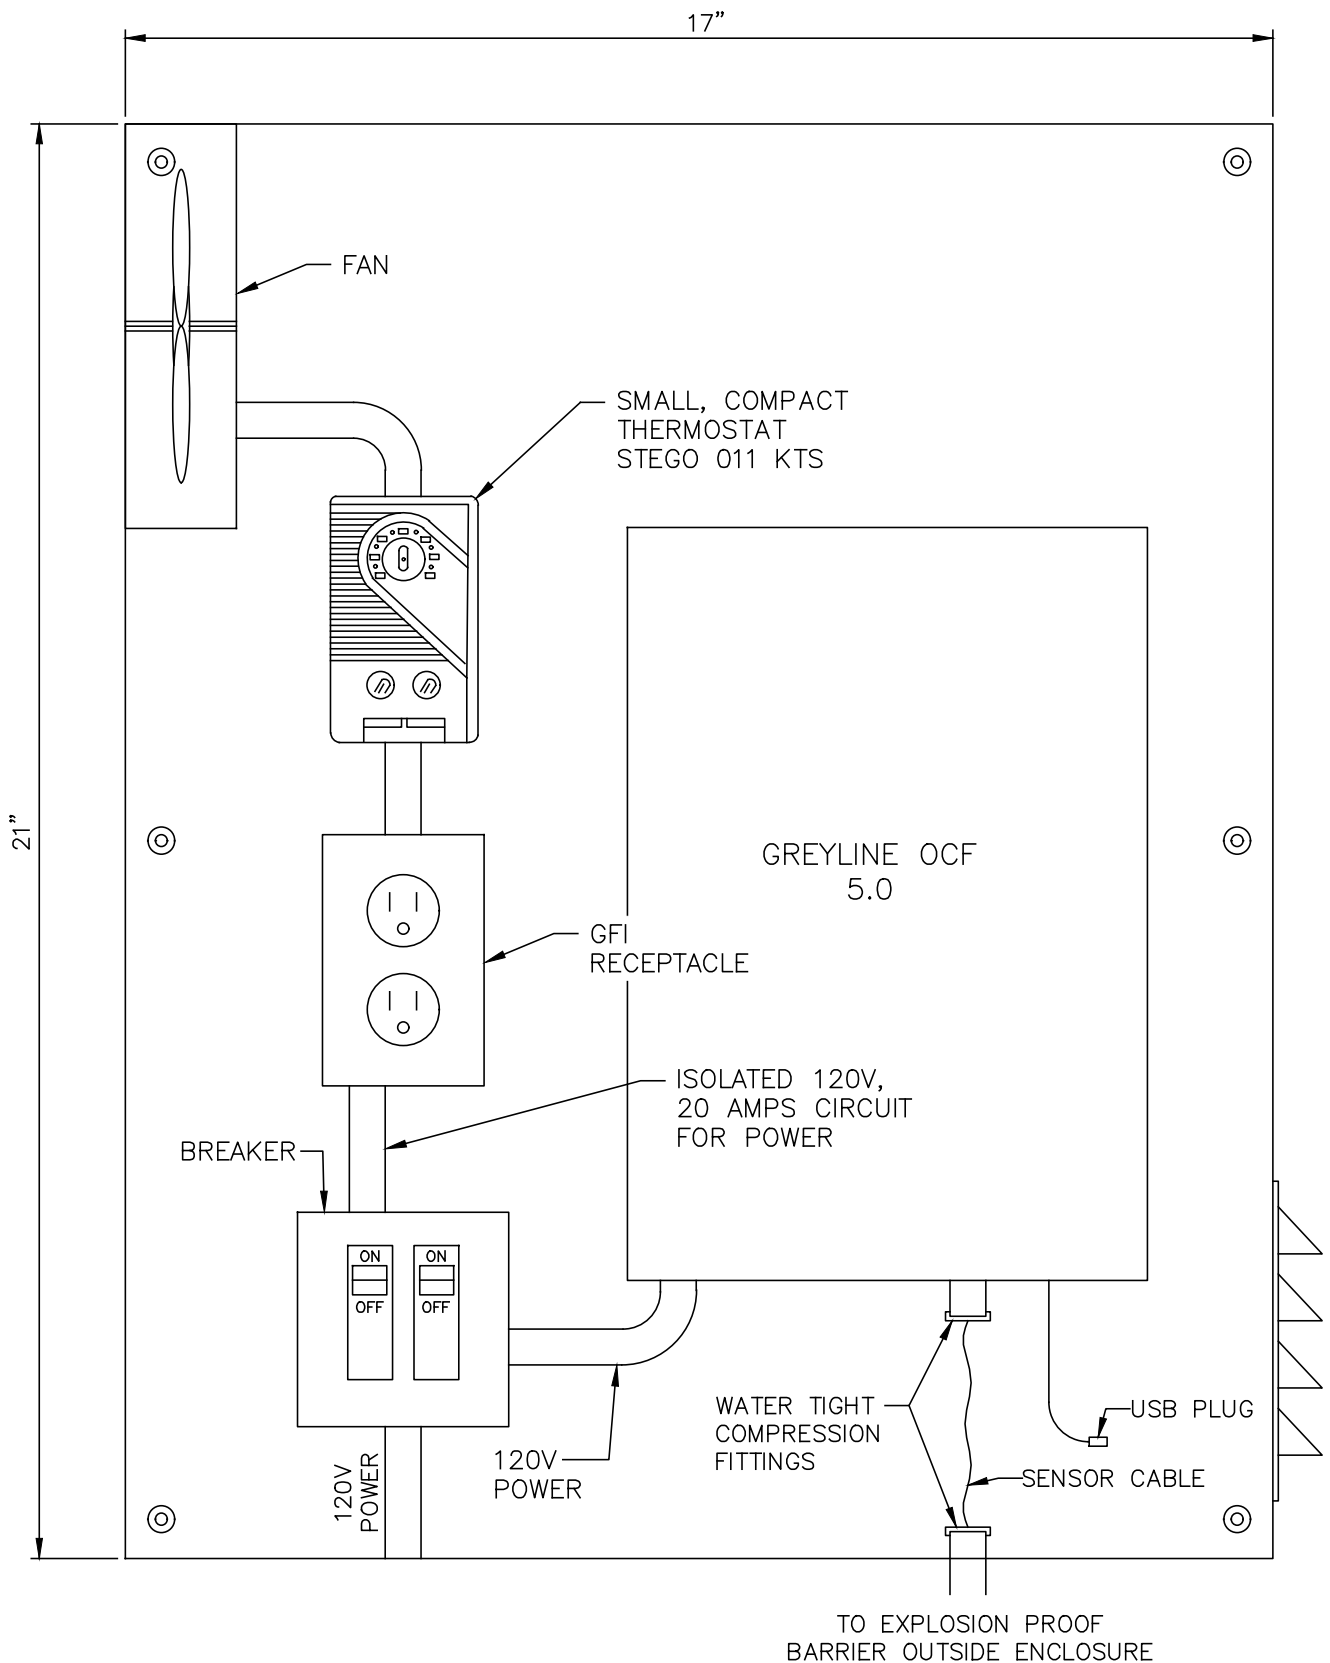 17"
FAN
SMALL, COMPACT
THERMOSTAT
STEGO 011 KTS
21"
GREYLINE OCF
5.0
GFI
RECEPTACLE
ISOLATED 120V,
20 AMPS CIRCUIT
FOR POWER
BREAKER
ON
OFF
ON
OFF
120V
POWER
120V
POWER
WATER TIGHT
COMPRESSION
FITTINGS
USB PLUG
SENSOR CABLE
TO EXPLOSION PROOF
BARRIER OUTSIDE ENCLOSURE